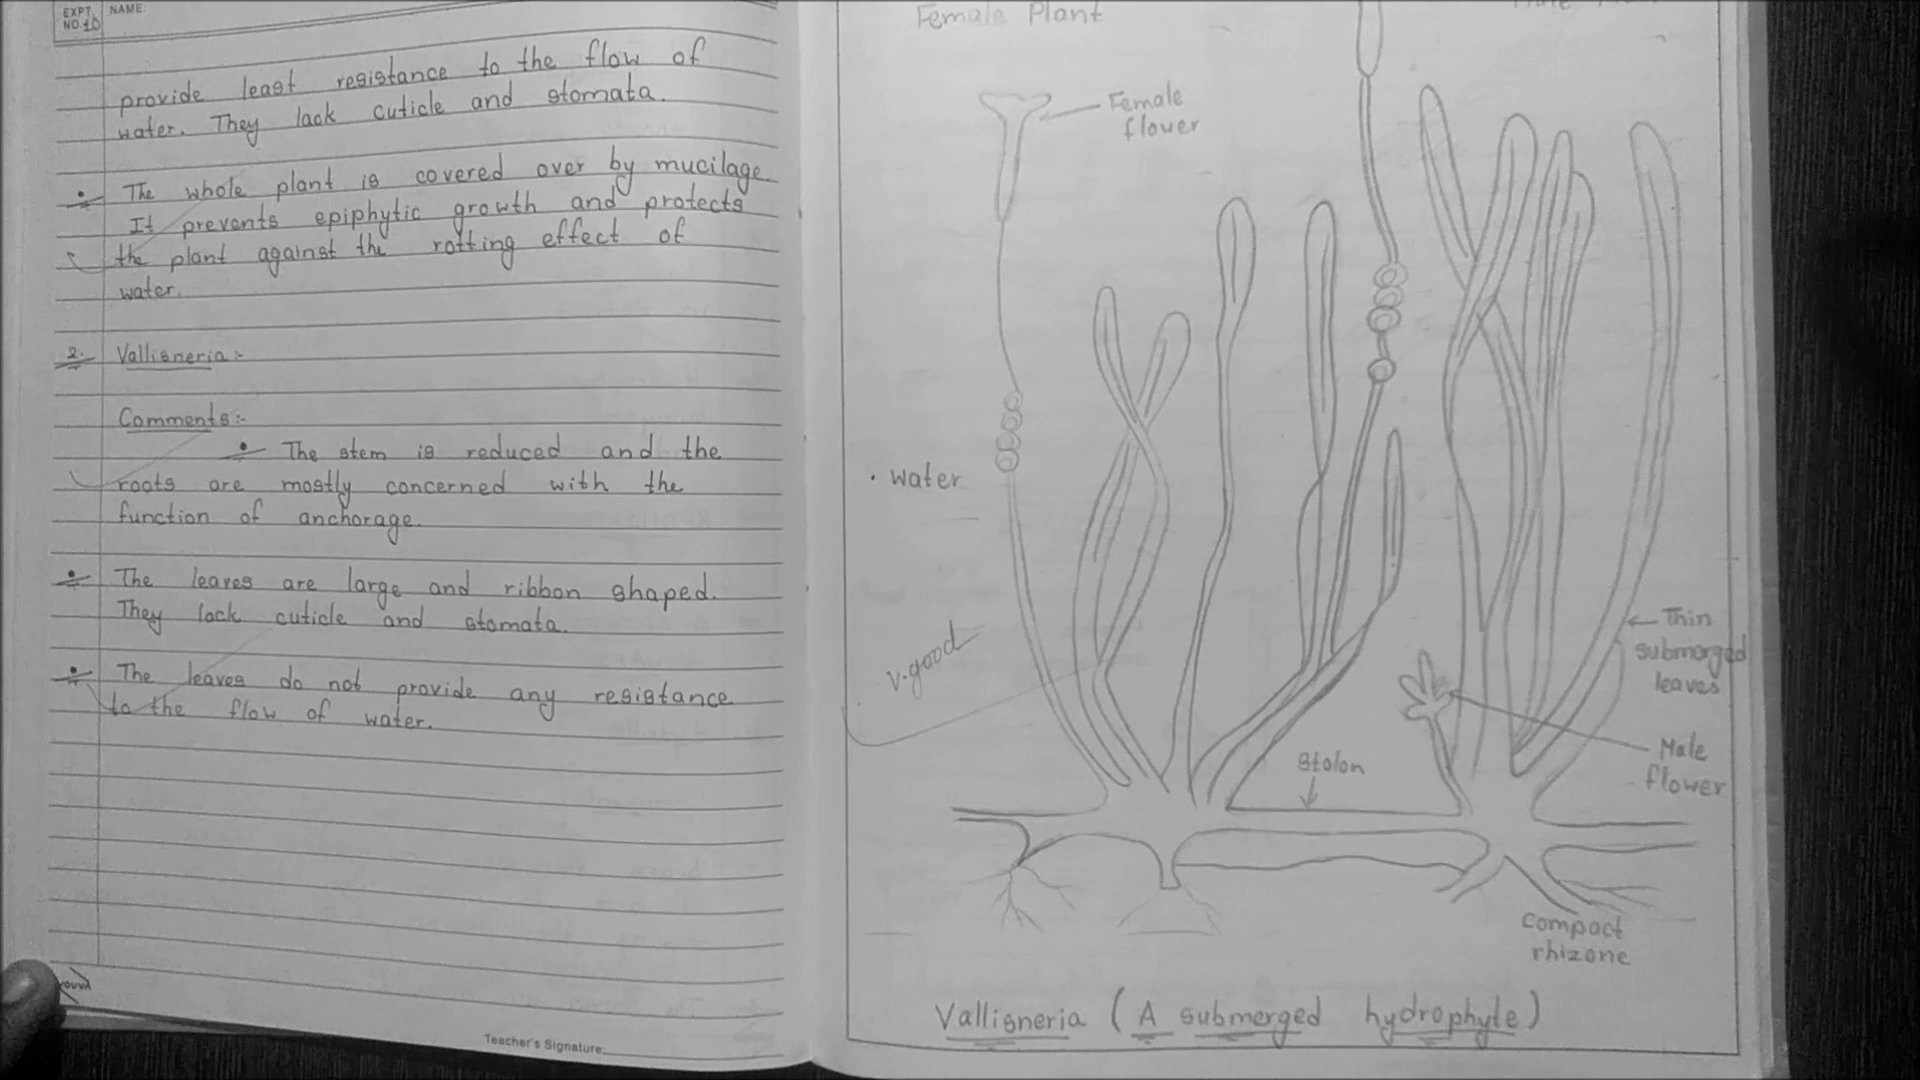 EXPT. NO. 10
NAME
provide least resistance to the flow of
water. They lack cuticle and stomata.
The whole plant is covered over by mucilage.
It prevents epiphytic growth and protects
the plant against the rotting effect of
water.
2. Vallisneria :-
Comments :-
The stem is reduced and the
roots are mostly concerned with the
function of anchorage.
The leaves are large and ribbon shaped.
They lack cuticle and stomata.
The leaves do not provide any resistance
to the flow of water.
Teacher's Signature
Female Plant
Female
flower
water
v.good
Thin
submerged
leaves
Male
flower
stolon
compact
rhizone
Vallisneria (A submerged hydrophyte)